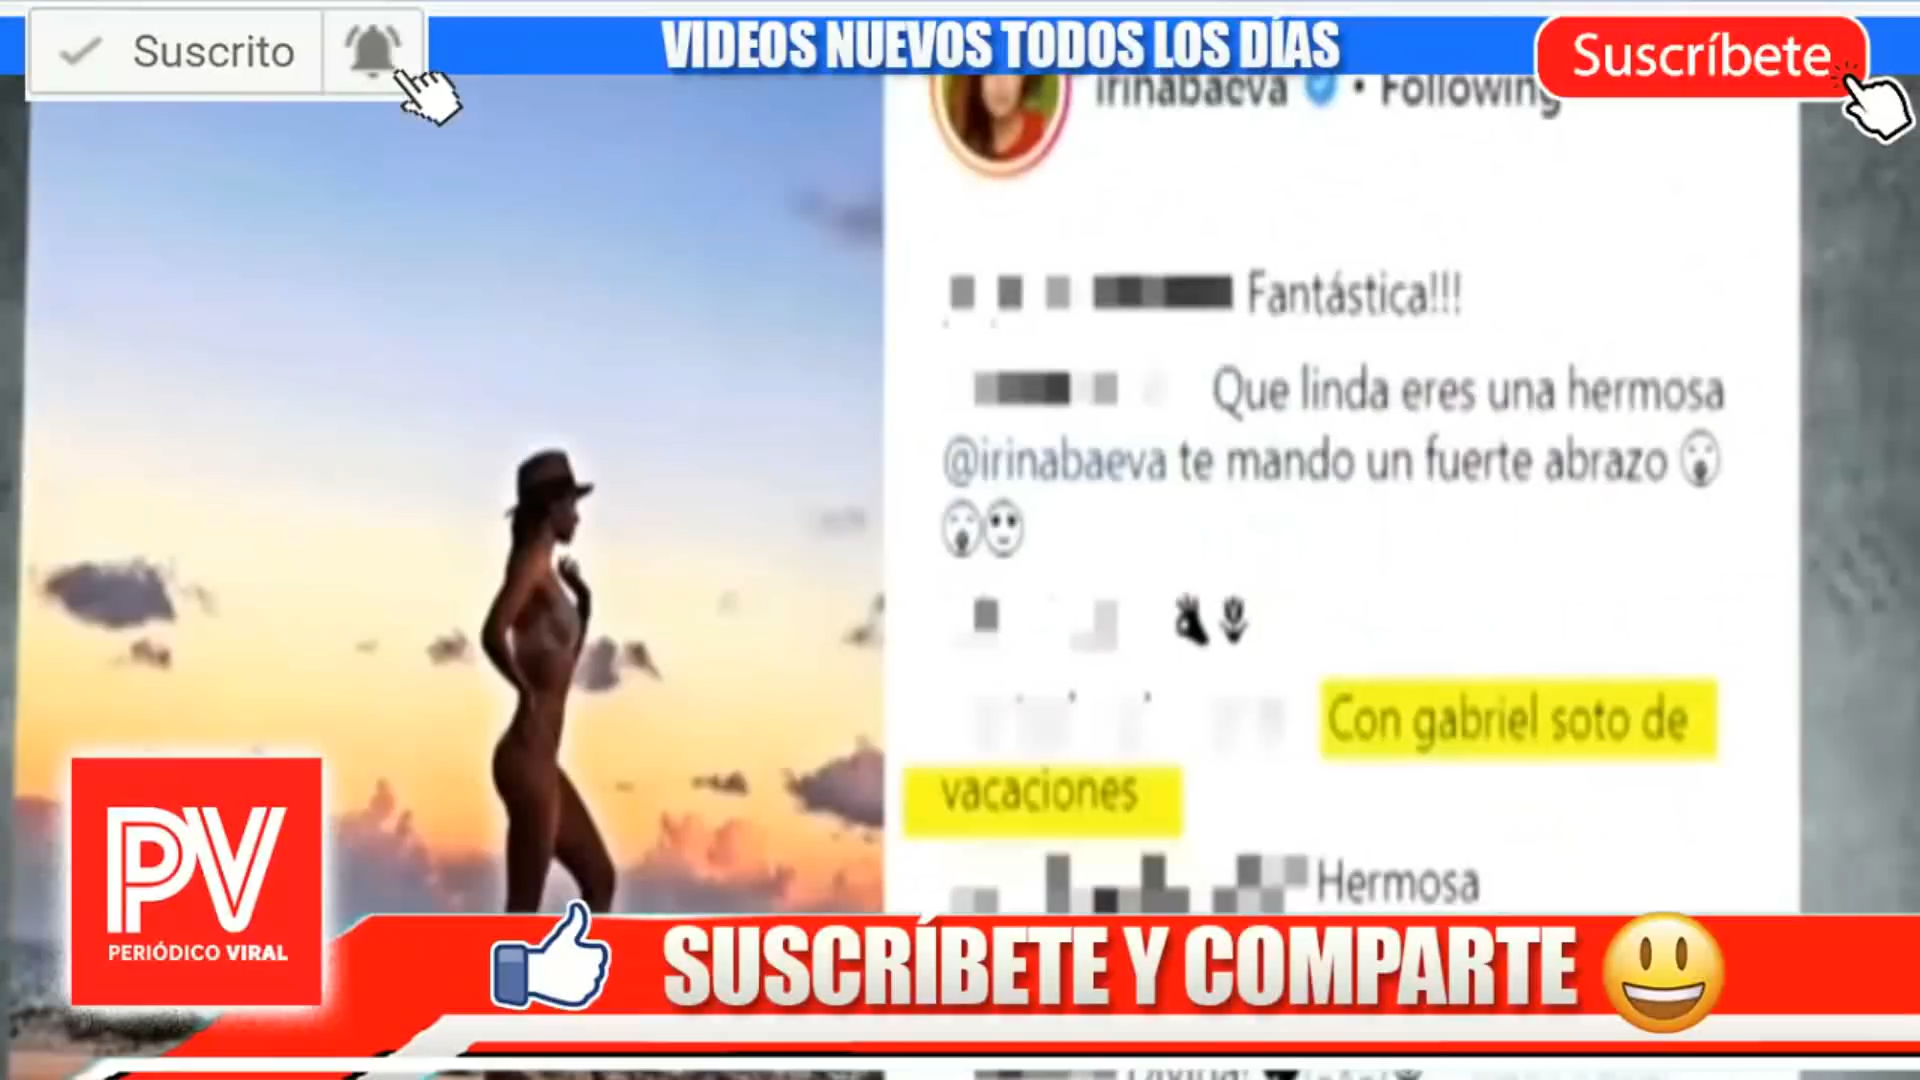 Suscrito
VIDEOS NUEVOS TODOS LOS DÍAS
Suscríbete
irinabaeva • Following
Fantástica!!!
Que linda eres una hermosa
@irinabaeva te mando un fuerte abrazo
Con gabriel soto de
vacaciones
Hermosa
PV
PERIÓDICO VIRAL
SUSCRÍBETE Y COMPARTE